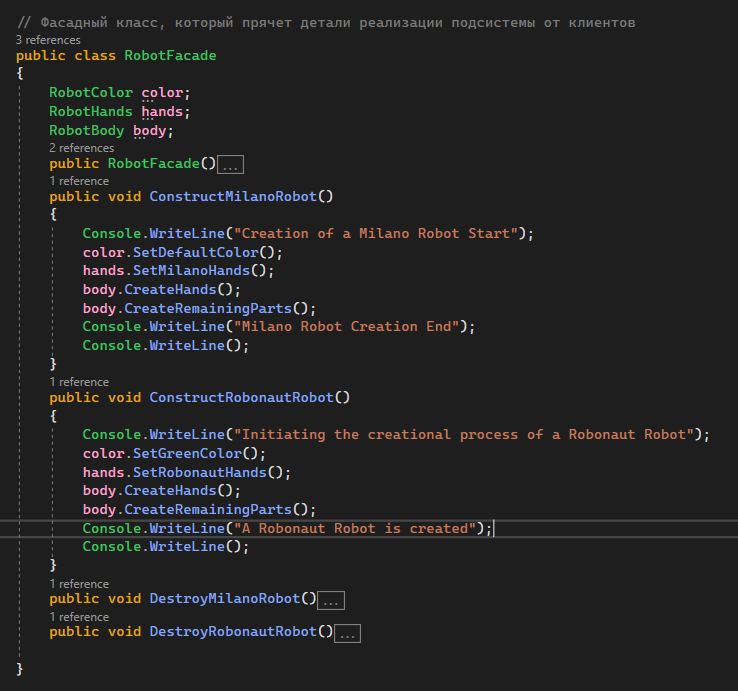 // Фасадный класс, который прячет детали реализации подсистемы от клиентов
3 references
public class RobotFacade
{
RobotColor color;
RobotHands hands;
RobotBody body;
2 references
public RobotFacade()...
1 reference
public void ConstructMilanoRobot()
{
Console.WriteLine("Creation of a Milano Robot Start");
color.SetDefaultColor();
hands.SetMilanoHands();
body.CreateHands();
body.CreateRemainingParts();
Console.WriteLine("Milano Robot Creation End");
Console.WriteLine();
}
1 reference
public void ConstructRobonautRobot()
{
Console.WriteLine("Initiating the creational process of a Robonaut Robot");
color.SetGreenColor();
hands.SetRobonautHands();
body.CreateHands();
body.CreateRemainingParts();
Console.WriteLine("A Robonaut Robot is created");
Console.WriteLine();
}
1 reference
public void DestroyMilanoRobot()...
1 reference
public void DestroyRobonautRobot()...
}